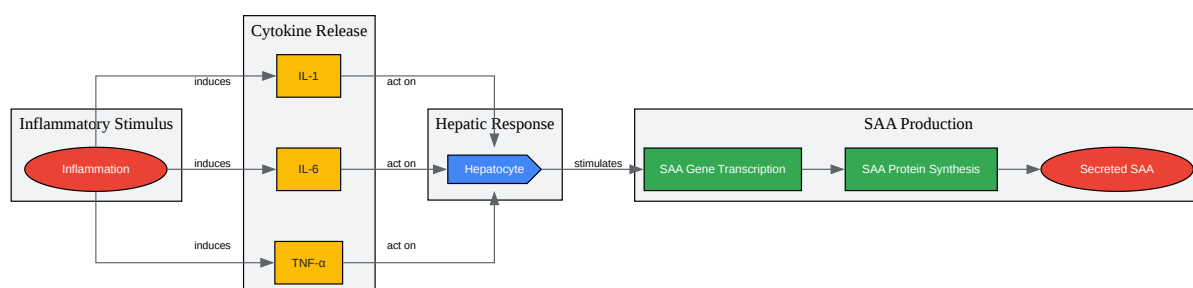 Cytokine Release
induces
IL-1
act on
Inflammatory Stimulus
Inflammation
induces
IL-6
act on
Hepatic Response
Hepatocyte
stimulates
SAA Production
SAA Gene Transcription
SAA Protein Synthesis
Secreted SAA
induces
TNF-α
act on